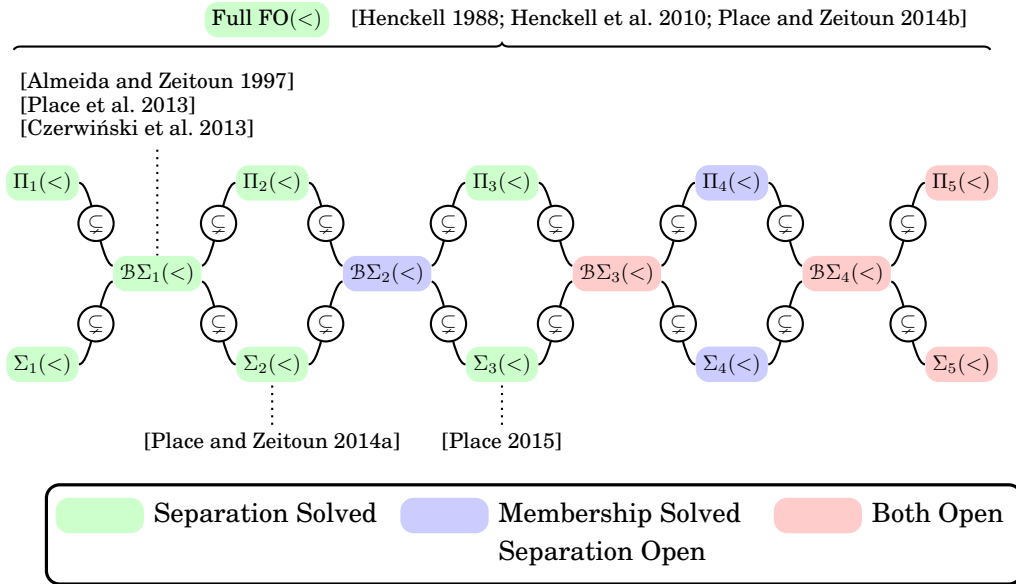 Full FO(<) [Henckell 1988; Henckell et al. 2010; Place and Zeitoun 2014b]
[Almeida and Zeitoun 1997]
[Place et al. 2013]
[Czerwiński et al. 2013]
Π₁(<) Π₂(<) Π₃(<) Π₄(<) Π₅(<)
⊊ ⊊ ⊊ ⊊ ⊊ ⊊ ⊊ ⊊
ℬΣ₁(<) ℬΣ₂(<) ℬΣ₃(<) ℬΣ₄(<)
⊊ ⊊ ⊊ ⊊ ⊊ ⊊ ⊊ ⊊
Σ₁(<) Σ₂(<) Σ₃(<) Σ₄(<) Σ₅(<)
[Place and Zeitoun 2014a] [Place 2015]
Separation Solved Membership Solved Both Open
Separation Open